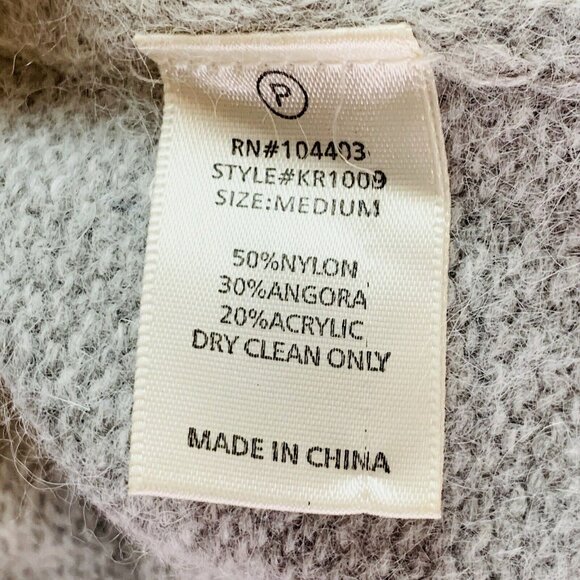 P
RN#104403
STYLE#KR1009
SIZE:MEDIUM
50%NYLON
30%ANGORA
20%ACRYLIC
DRY CLEAN ONLY
MADE IN CHINA